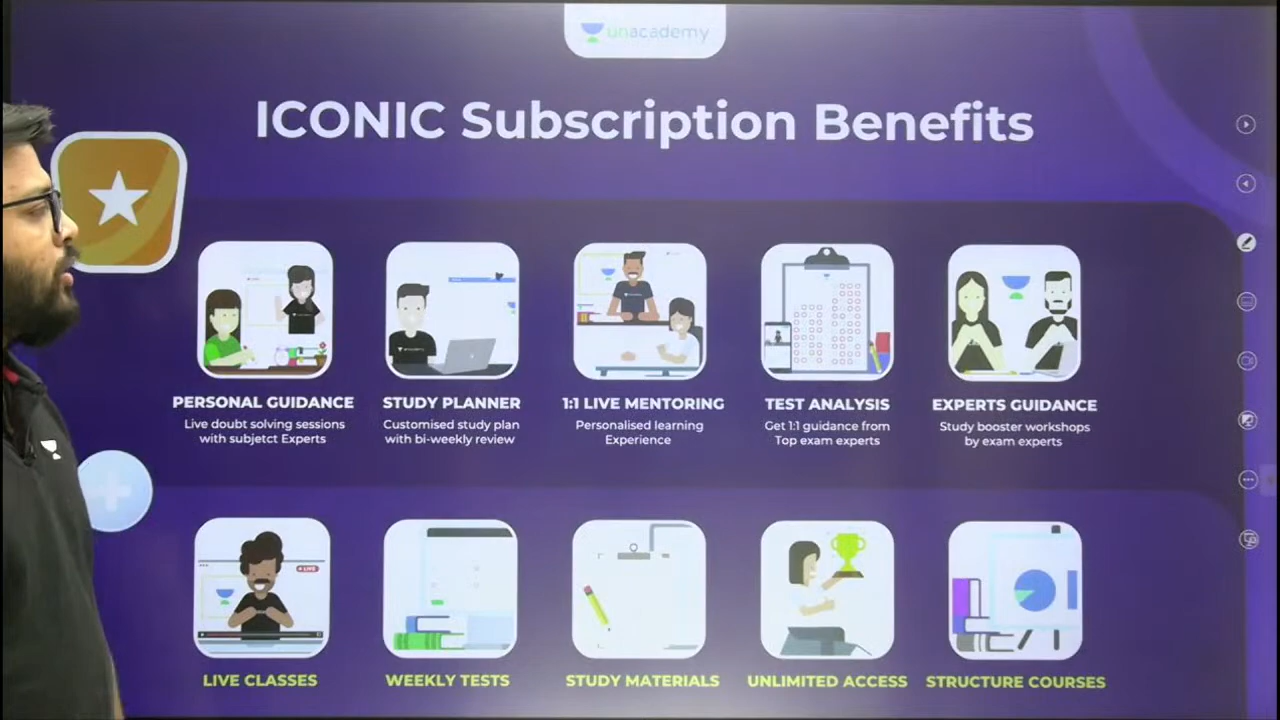 unacademy
ICONIC Subscription Benefits
PERSONAL GUIDANCE
Live doubt solving sessions
with subjetct Experts
STUDY PLANNER
Customised study plan
with bi-weekly review
1:1 LIVE MENTORING
Personalised learning
Experience
TEST ANALYSIS
Get 1:1 guidance from
Top exam experts
EXPERTS GUIDANCE
Study booster workshops
by exam experts
LIVE
LIVE CLASSES
WEEKLY TESTS
STUDY MATERIALS
UNLIMITED ACCESS
STRUCTURE COURSES